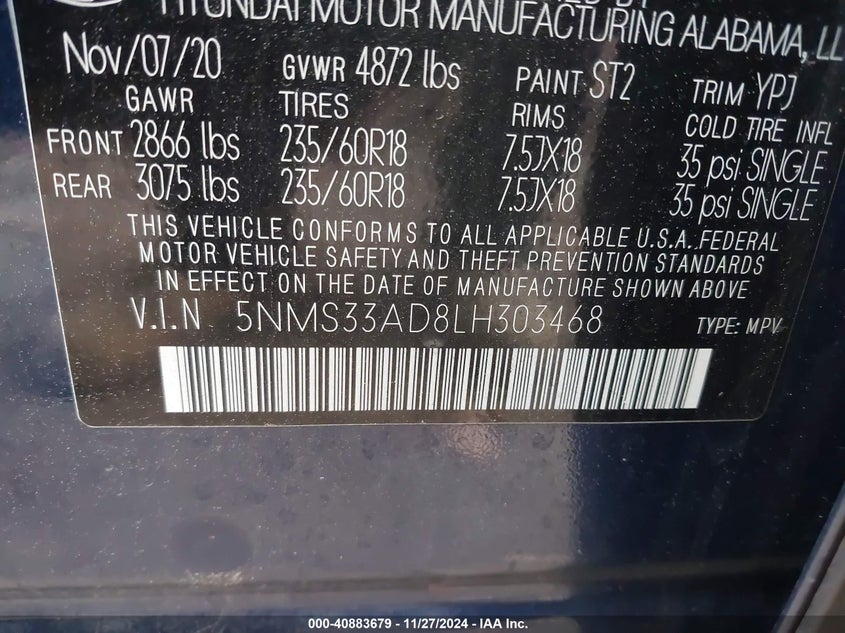 HYUNDAI MOTOR MANUFACTURING ALABAMA, LL
Nov/07/20 GVWR 4872 lbs PAINT ST2 TRIM YPJ
GAWR TIRES RIMS COLD TIRE INFL
FRONT 2866 lbs 235/60R18 7.5JX18 35 psi SINGLE
REAR 3075 lbs 235/60R18 7.5JX18 35 psi SINGLE
THIS VEHICLE CONFORMS TO ALL APPLICABLE U.S.A. FEDERAL
MOTOR VEHICLE SAFETY AND THEFT PREVENTION STANDARDS
IN EFFECT ON THE DATE OF MANUFACTURE SHOWN ABOVE
V.I.N 5NMS33AD8LH303468 TYPE: MPV
000-40883679 - 11/27/2024 - IAA Inc.